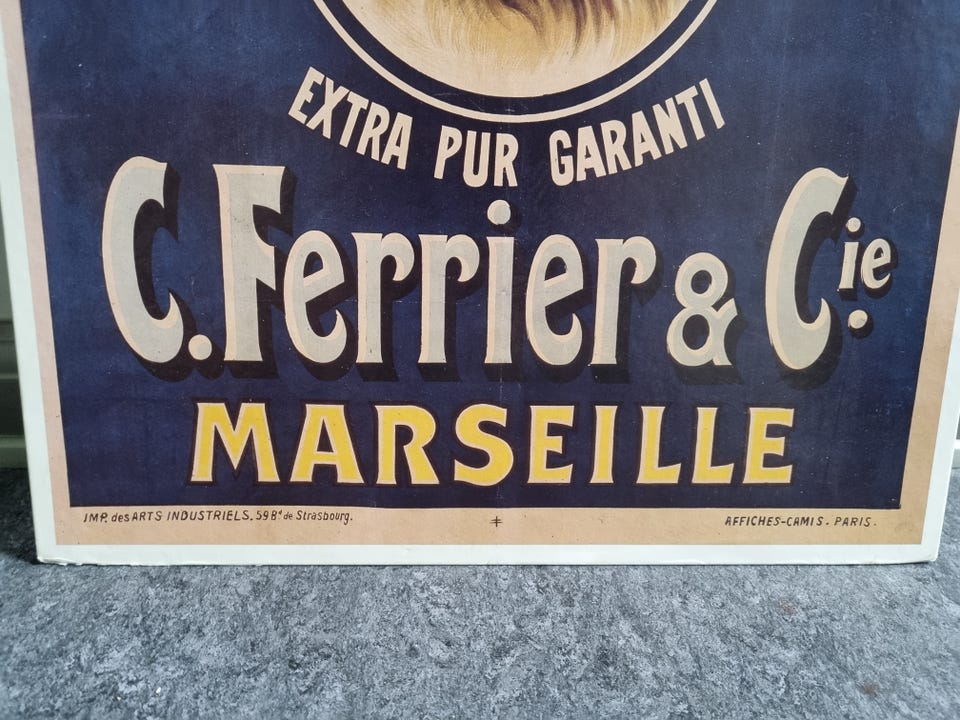 EXTRA PUR GARANTI
C. Ferrier & Cie.
MARSEILLE
IMP. des ARTS INDUSTRIELS. 59 Bd de Strasbourg.
AFFICHES-CAMIS. PARIS.